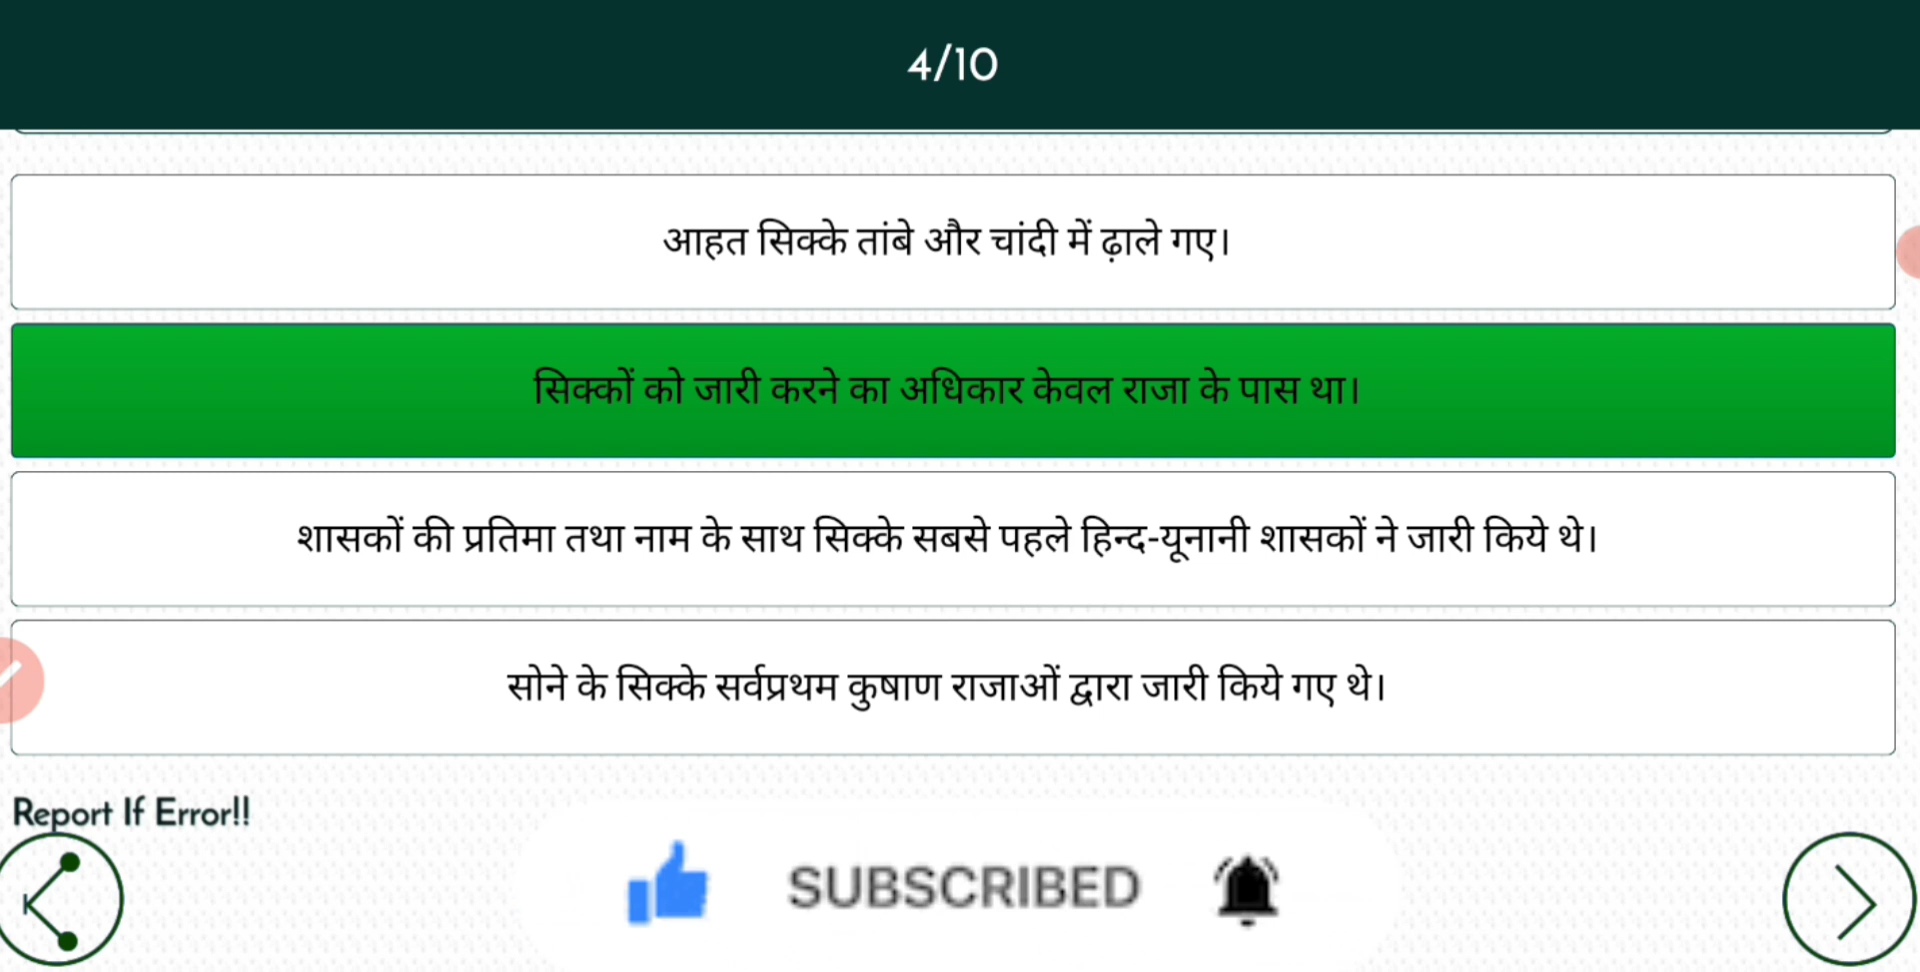 4/10
आहत सिक्के तांबे और चांदी में ढ़ाले गए।
सिक्कों को जारी करने का अधिकार केवल राजा के पास था।
शासकों की प्रतिमा तथा नाम के साथ सिक्के सबसे पहले हिन्द-यूनानी शासकों ने जारी किये थे।
सोने के सिक्के सर्वप्रथम कुषाण राजाओं द्वारा जारी किये गए थे।
Report If Error!!
SUBSCRIBED